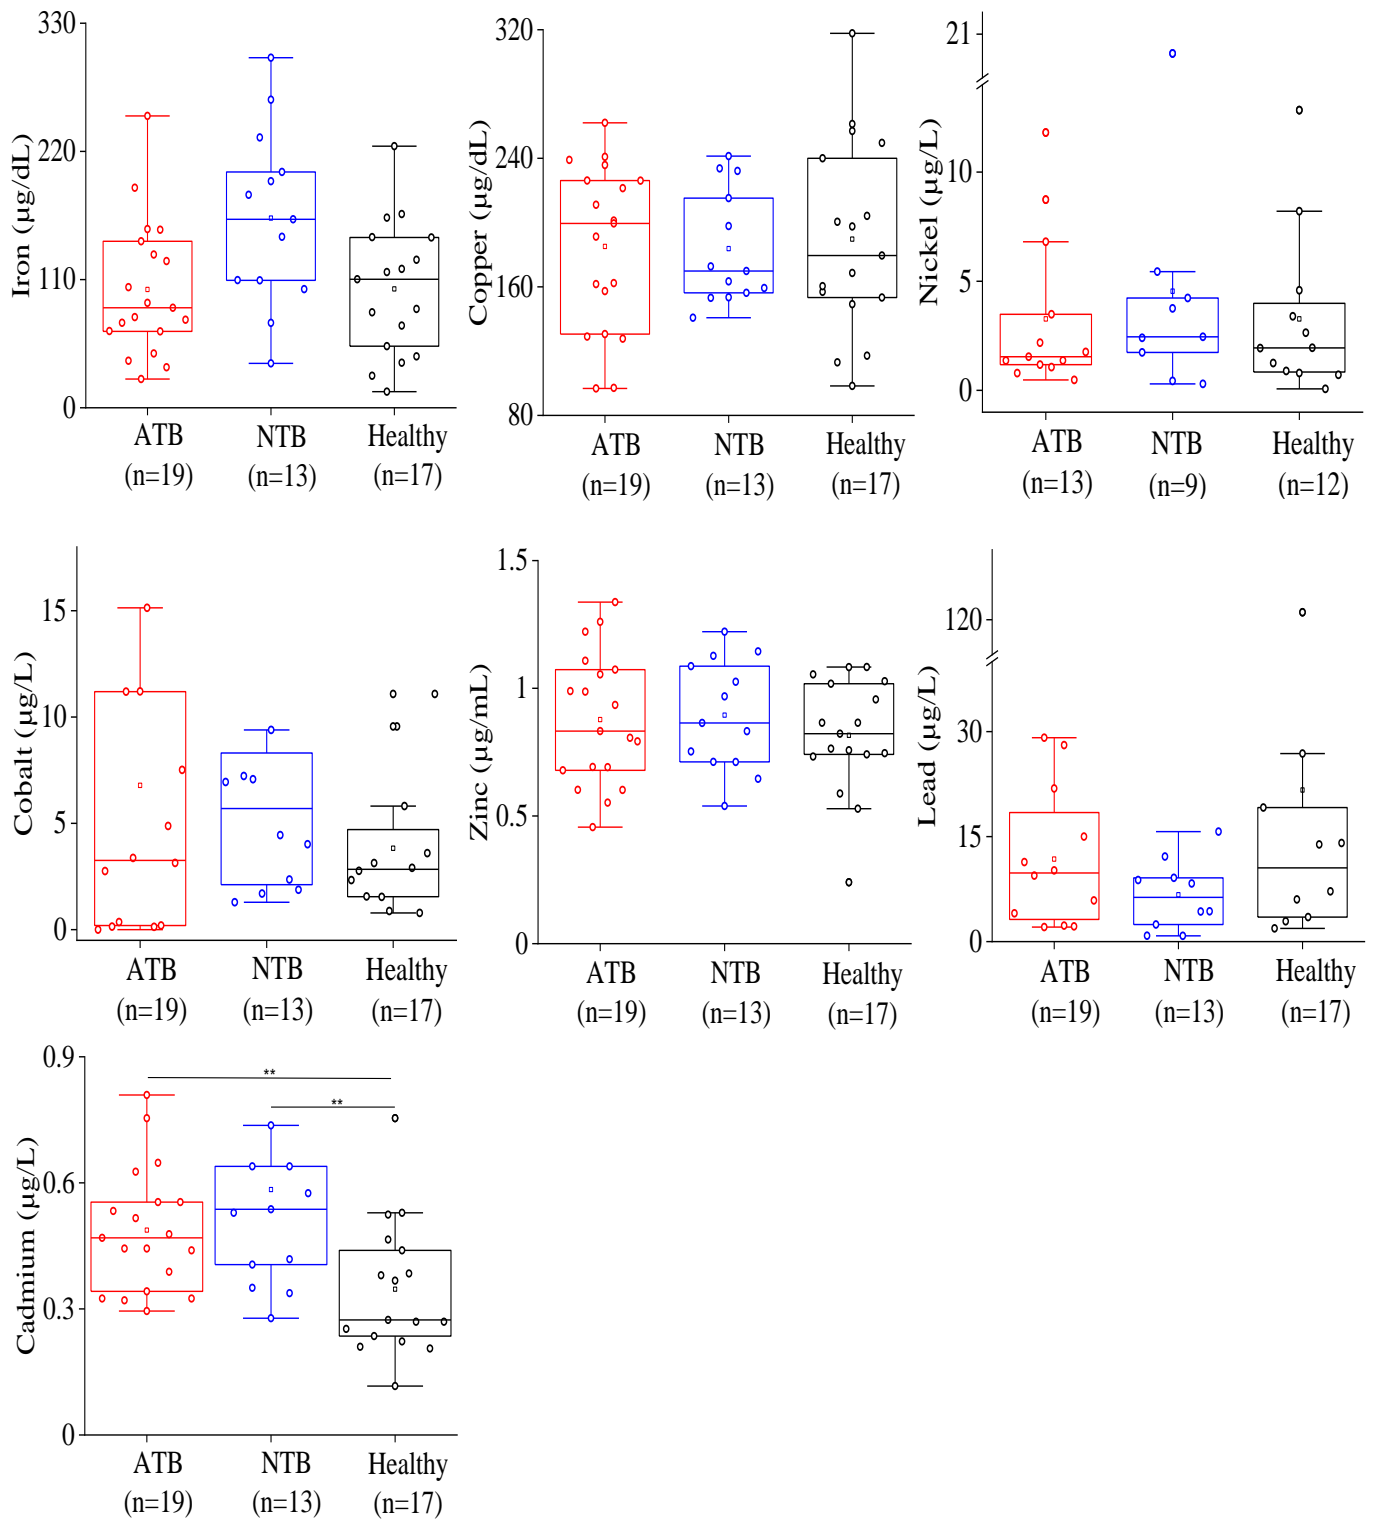 Iron (µg/dL)
330
220
110
0
ATB NTB Healthy
(n=19) (n=13) (n=17)
Copper (µg/dL)
320
240
160
80
ATB NTB Healthy
(n=19) (n=13) (n=17)
Nickel (µg/L)
21
10
5
0
ATB NTB Healthy
(n=13) (n=9) (n=12)
Cobalt (µg/L)
15
10
5
0
ATB NTB Healthy
(n=19) (n=13) (n=17)
Zinc (µg/mL)
1.5
1
0.5
0
ATB NTB Healthy
(n=19) (n=13) (n=17)
Lead (µg/L)
120
30
15
0
ATB NTB Healthy
(n=19) (n=13) (n=17)
Cadmium (µg/L)
0.9
0.6
0.3
0
**
**
ATB NTB Healthy
(n=19) (n=13) (n=17)